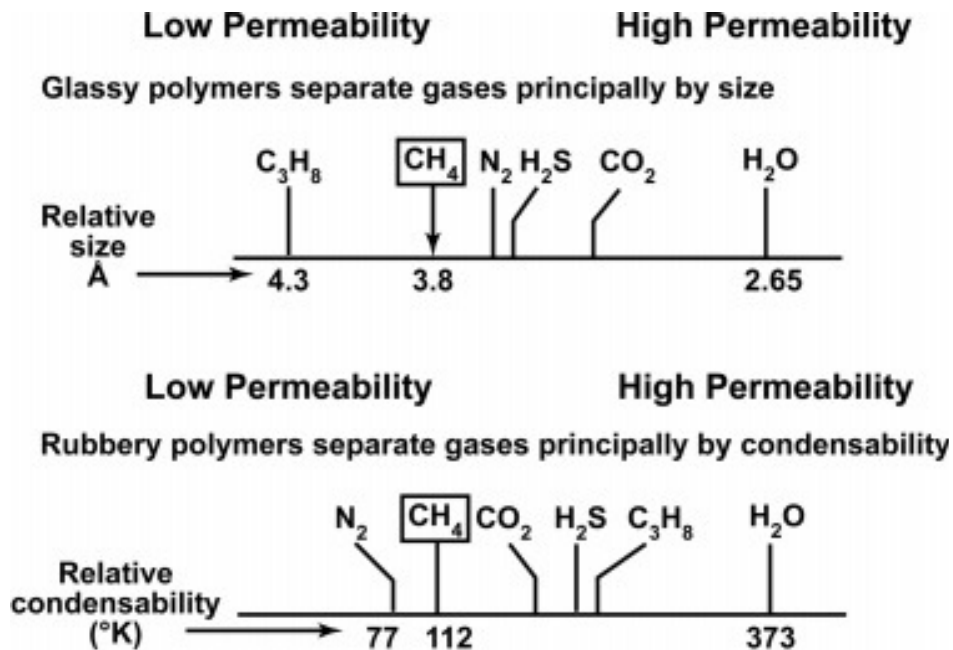 Low Permeability High Permeability
Glassy polymers separate gases principally by size
C₃H₈ CH₄ N₂ H₂S CO₂ H₂O
Relative
size
Å
4.3 3.8 2.65
Low Permeability High Permeability
Rubbery polymers separate gases principally by condensability
N₂ CH₄ CO₂ H₂S C₃H₈ H₂O
Relative
condensability
(°K)
77 112 373